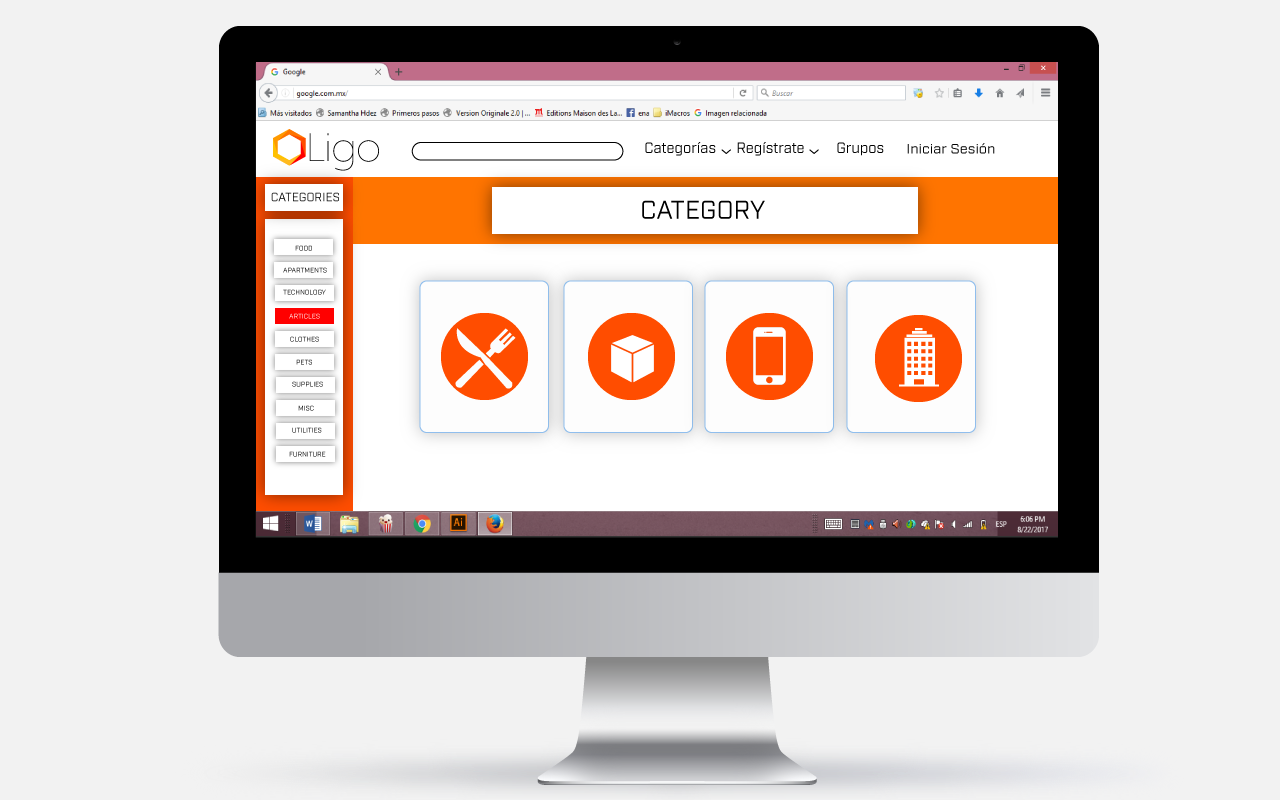 Google
google.com.mx/
Buscar
Más visitados Samantha Hdez Primeros pasos Version Originale 2.0 |... Editions Maison des La... ena iMacros Imagen relacionada
Ligo
Categorías Regístrate Grupos Iniciar Sesión
CATEGORIES
CATEGORY
FOOD
APARTMENTS
TECHNOLOGY
ARTICLES
CLOTHES
PETS
SUPPLIES
MISC
UTILITIES
FURNITURE
Ai
ESP
6:06 PM
8/22/2017